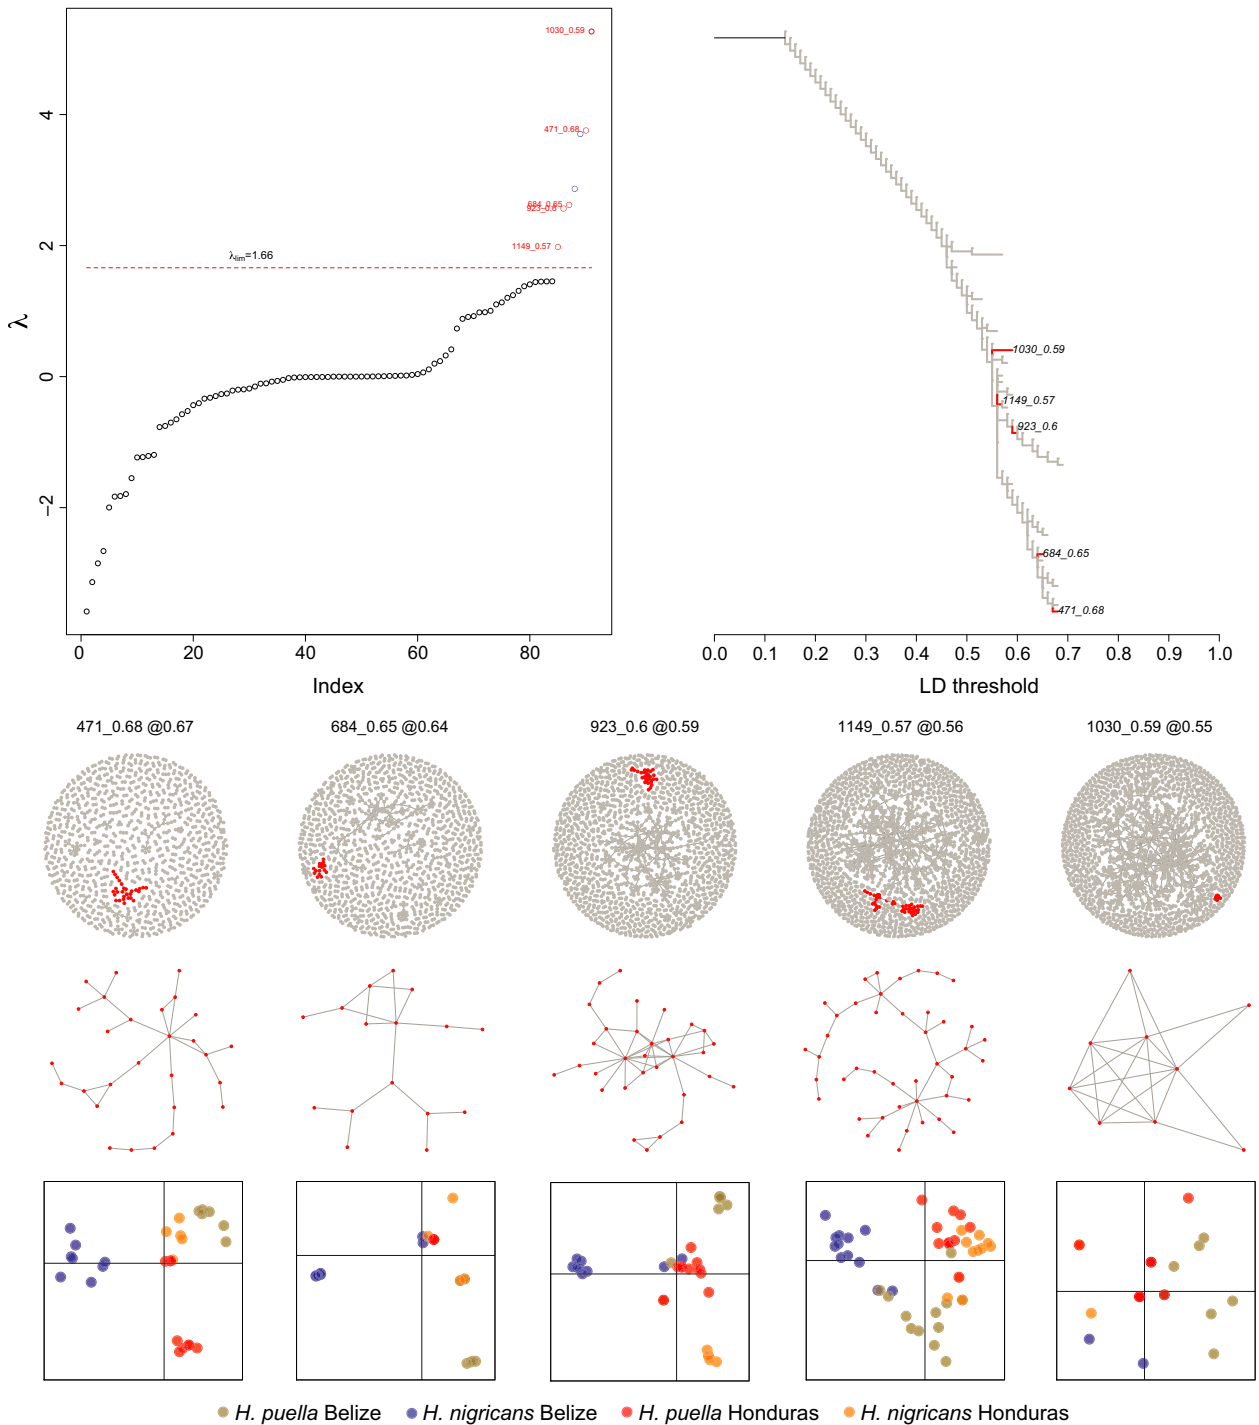 1030_0.59
4
471_0.68
684_0.65
923_0.6
2
1149_0.57
λlim=1.66
λ
0
−2
0 20 40 60 80
Index
1030_0.59
1149_0.57
923_0.6
684_0.65
471_0.68
0.0 0.1 0.2 0.3 0.4 0.5 0.6 0.7 0.8 0.9 1.0
LD threshold
471_0.68 @0.67 684_0.65 @0.64 923_0.6 @0.59 1149_0.57 @0.56 1030_0.59 @0.55
H. puella Belize H. nigricans Belize H. puella Honduras H. nigricans Honduras